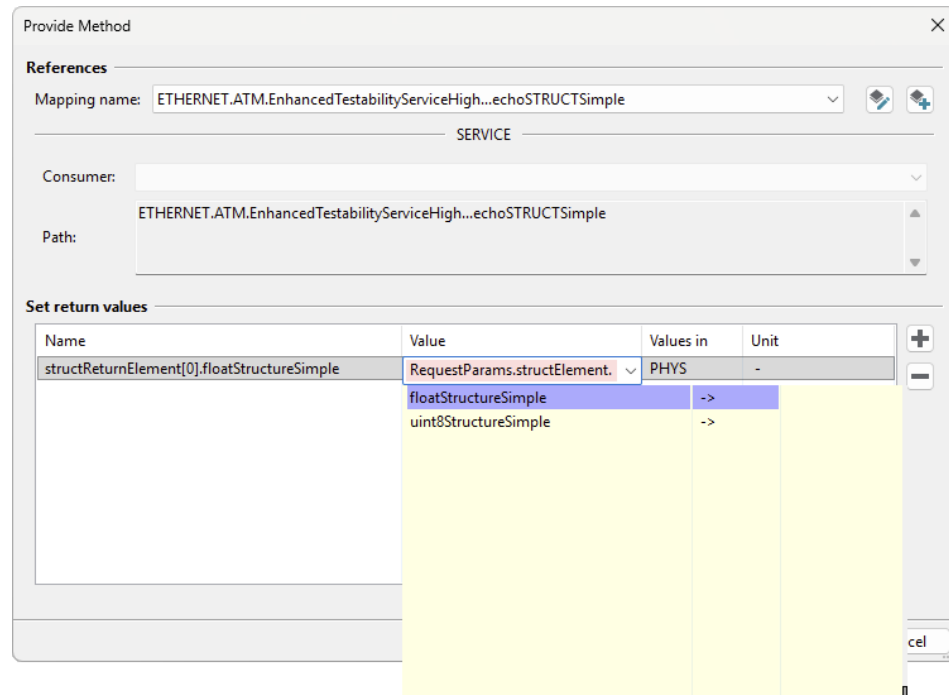 Provide Method
References
Mapping name: ETHERNET.ATM.EnhancedTestabilityServiceHigh...echoSTRUCTSimple
SERVICE
Consumer:
ETHERNET.ATM.EnhancedTestabilityServiceHigh...echoSTRUCTSimple
Path:
Set return values
Name Value Values in Unit
structReturnElement[0].floatStructureSimple RequestParams.structElement. PHYS -
floatStructureSimple ->
uint8StructureSimple ->
cel